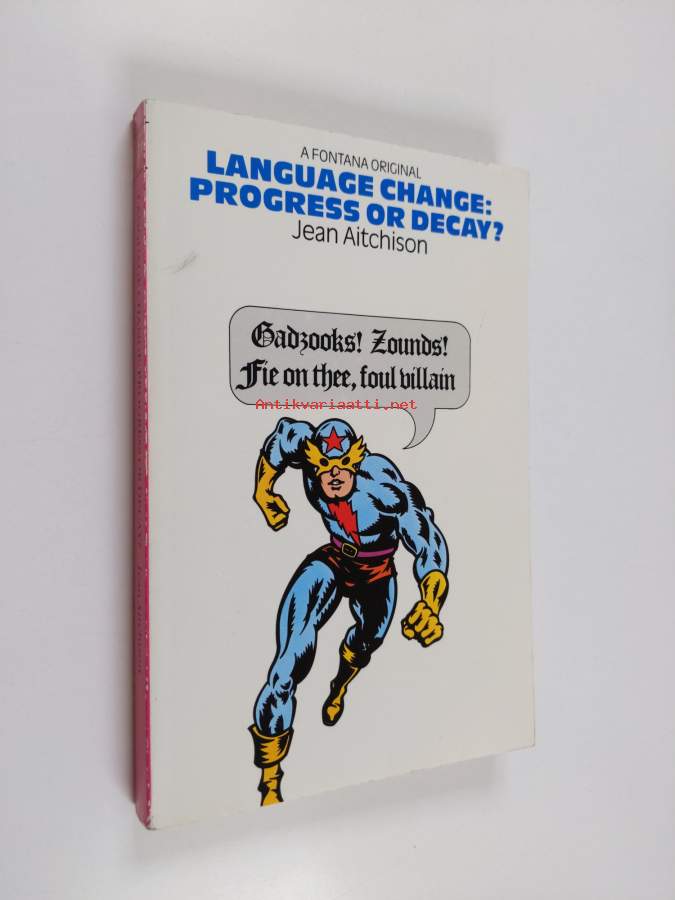 A FONTANA ORIGINAL
LANGUAGE CHANGE:
PROGRESS OR DECAY?
Jean Aitchison
Gadzooks! Zounds!
Fie on thee, foul villain
Antikvariaatti.net